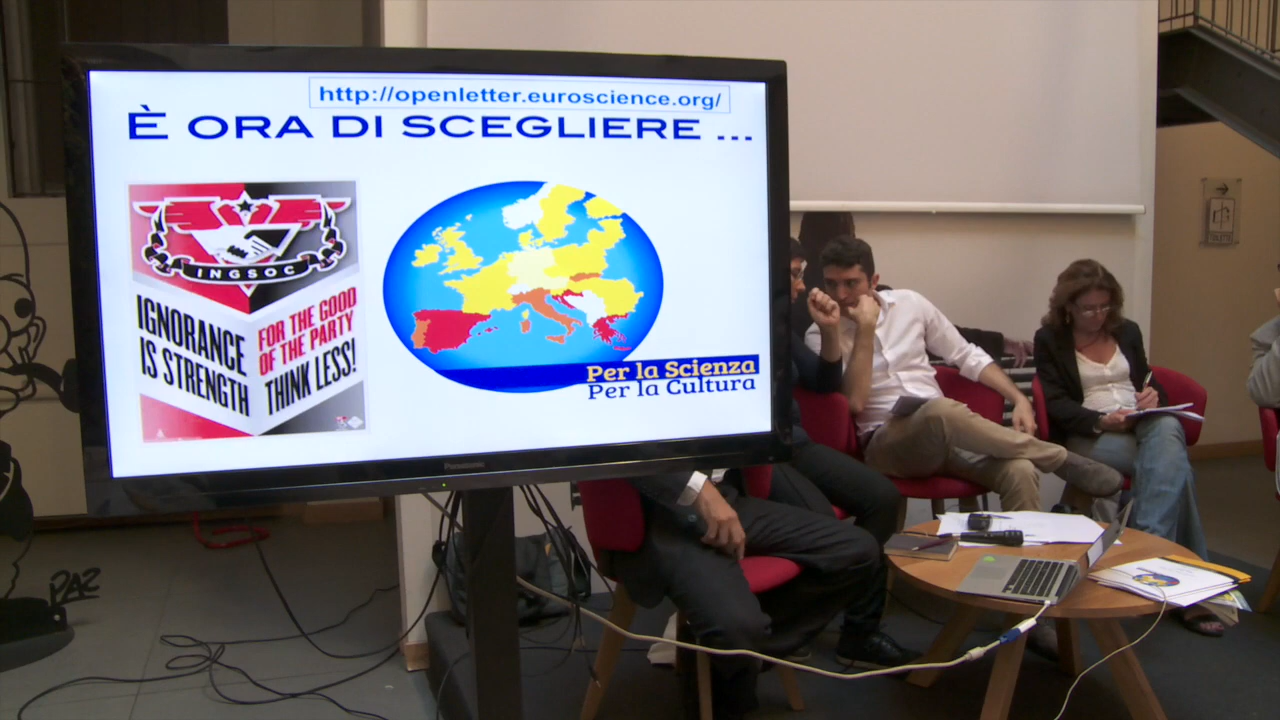 http://openletter.euroscience.org/
È ORA DI SCEGLIERE ...
INGSOC
IGNORANCE
IS STRENGTH
FOR THE GOOD
OF THE PARTY
THINK LESS!
Per la Scienza
Per la Cultura
Panasonic
PAZ